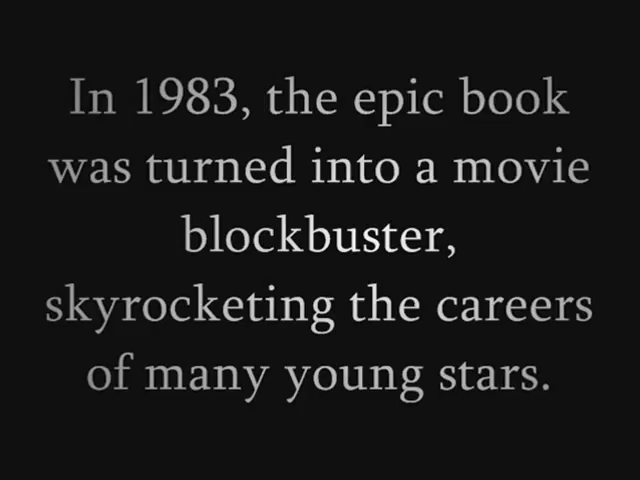 In 1983, the epic book
was turned into a movie
blockbuster,
skyrocketing the careers
of many young stars.